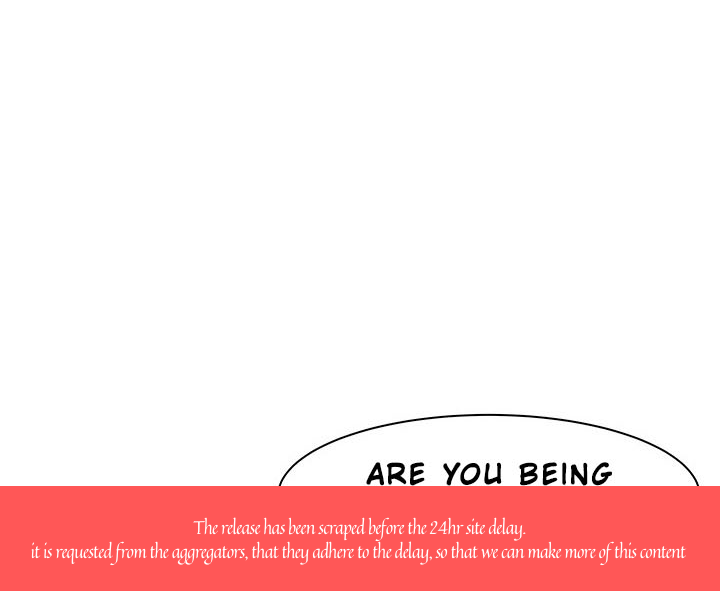 ARE YOU BEING
The release has been scraped before the 24hr site delay.
it is requested from the aggregators, that they adhere to the delay, so that we can make more of this content